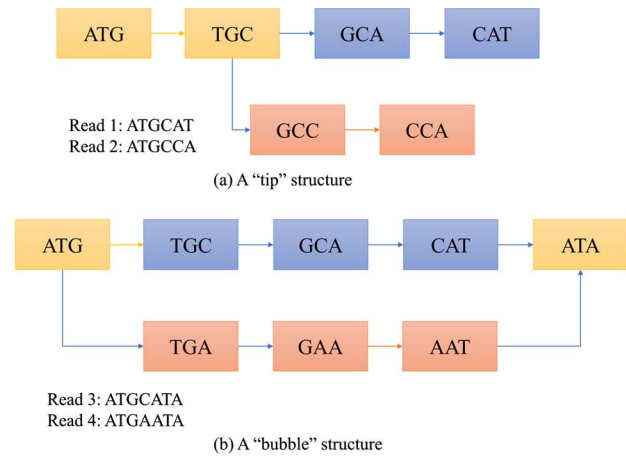 ATG TGC GCA CAT
GCC CCA
Read 1: ATGCAT
Read 2: ATGCCA
(a) A “tip” structure
ATG TGC GCA CAT ATA
TGA GAA AAT
Read 3: ATGCATA
Read 4: ATGAATA
(b) A “bubble” structure